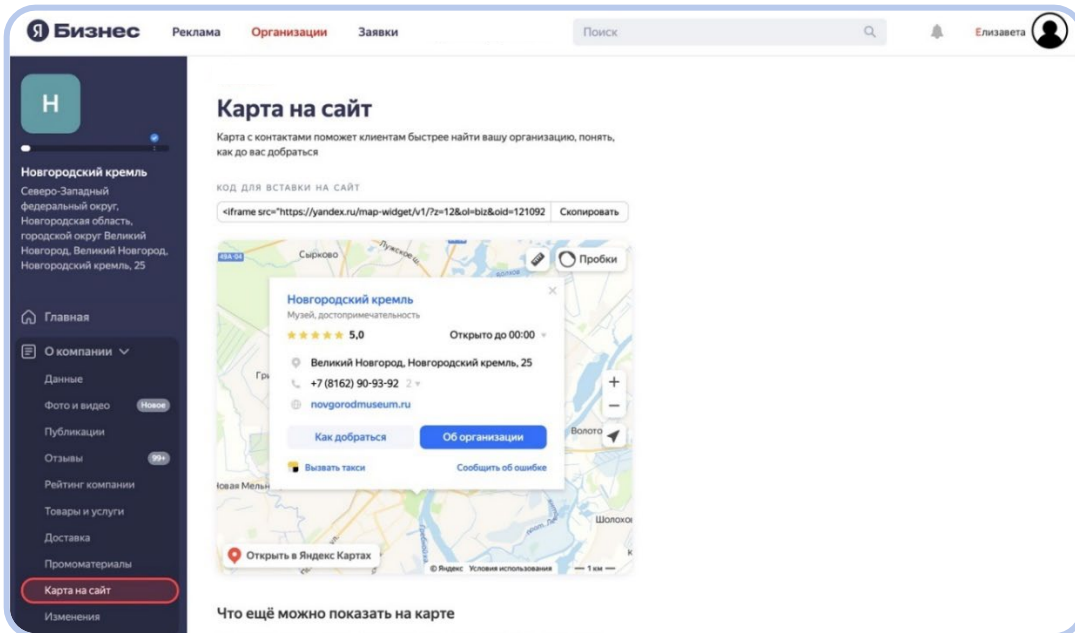 Я Бизнес
Реклама Организации Заявки
Поиск
Елизавета
Н
Новгородский кремль
Северо-Западный
федеральный округ,
Новгородская область,
городской округ Великий
Новгород, Великий Новгород,
Новгородский кремль, 25
Главная
О компании
Данные
Фото и видео Новое
Публикации
Отзывы 99+
Рейтинг компании
Товары и услуги
Доставка
Промоматериалы
Карта на сайт
Изменения
Карта на сайт
Карта с контактами поможет клиентам быстрее найти вашу организацию, понять,
как до вас добраться
КОД ДЛЯ ВСТАВКИ НА САЙТ
<iframe src="https://yandex.ru/map-widget/v1/?z=12&ol=biz&oid=121092 Скопировать
49А-04
Сырково
Лужское ш.
Пробки
Новгородский кремль
Музей, достопримечательность
5,0 Открыто до 00:00
Великий Новгород, Новгородский кремль, 25
+7 (8162) 90-93-92 2
novgorodmuseum.ru
Как добраться Об организации
Вызвать такси Сообщить об ошибке
Волото
Шолохо
Открыть в Яндекс Картах
© Яндекс Условия использования 1 км
Что ещё можно показать на карте